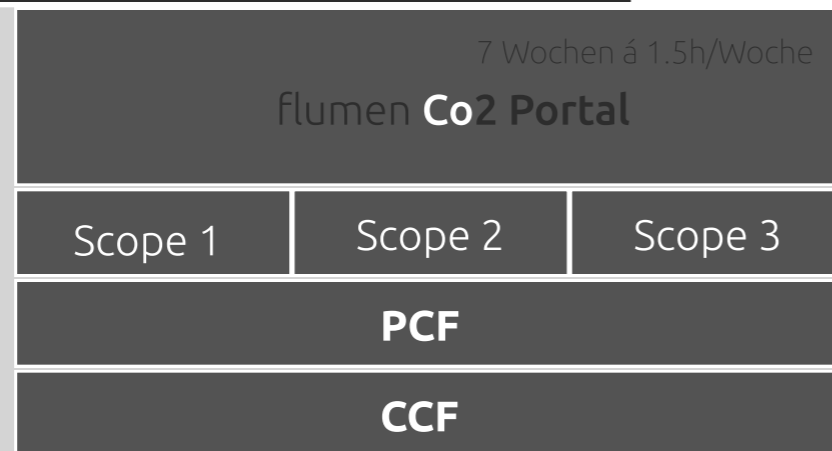 7 Wochen á 1.5h/Woche
flumen Co2 Portal
Scope 1
Scope 2
Scope 3
PCF
CCF